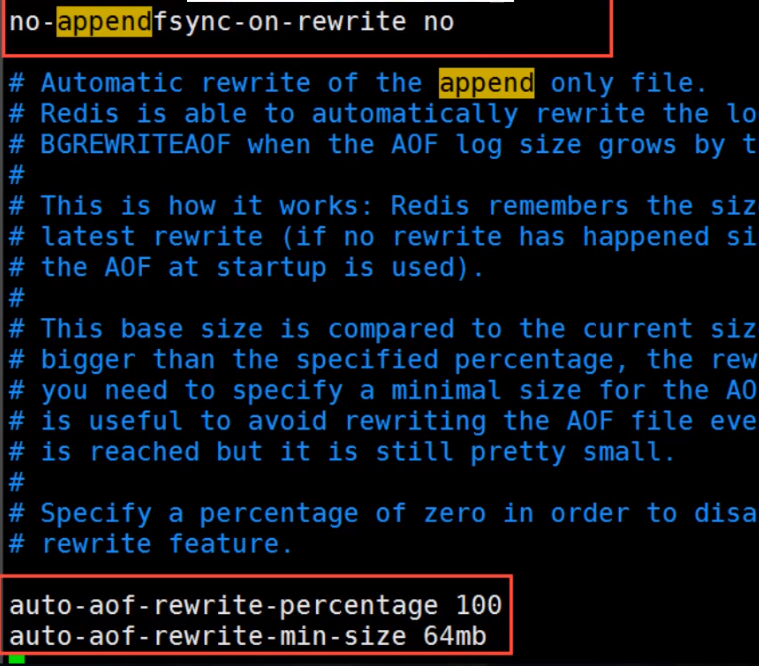 no-appendfsync-on-rewrite no
# Automatic rewrite of the append only file.
# Redis is able to automatically rewrite the lo
# BGREWRITEAOF when the AOF log size grows by t
#
# This is how it works: Redis remembers the siz
# latest rewrite (if no rewrite has happened si
# the AOF at startup is used).
#
# This base size is compared to the current siz
# bigger than the specified percentage, the rew
# you need to specify a minimal size for the AO
# is useful to avoid rewriting the AOF file eve
# is reached but it is still pretty small.
#
# Specify a percentage of zero in order to disa
# rewrite feature.
auto-aof-rewrite-percentage 100
auto-aof-rewrite-min-size 64mb